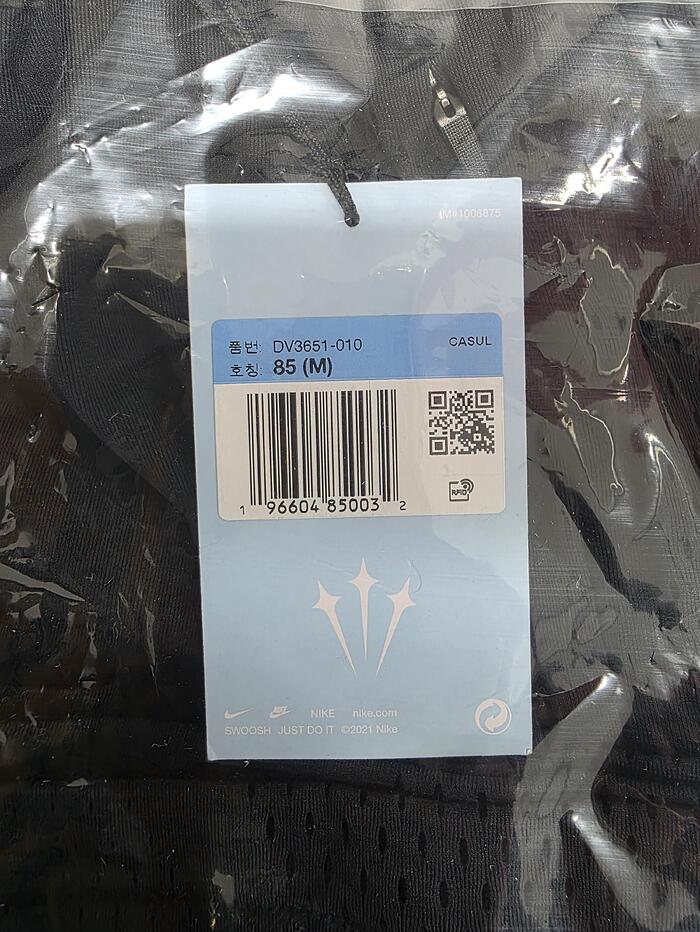 IM#1006875
품번: DV3651-010
CASUL
호칭: 85 (M)
RFID
1 96604 85003 2
NIKE nike.com
SWOOSH JUST DO IT ©2021 Nike